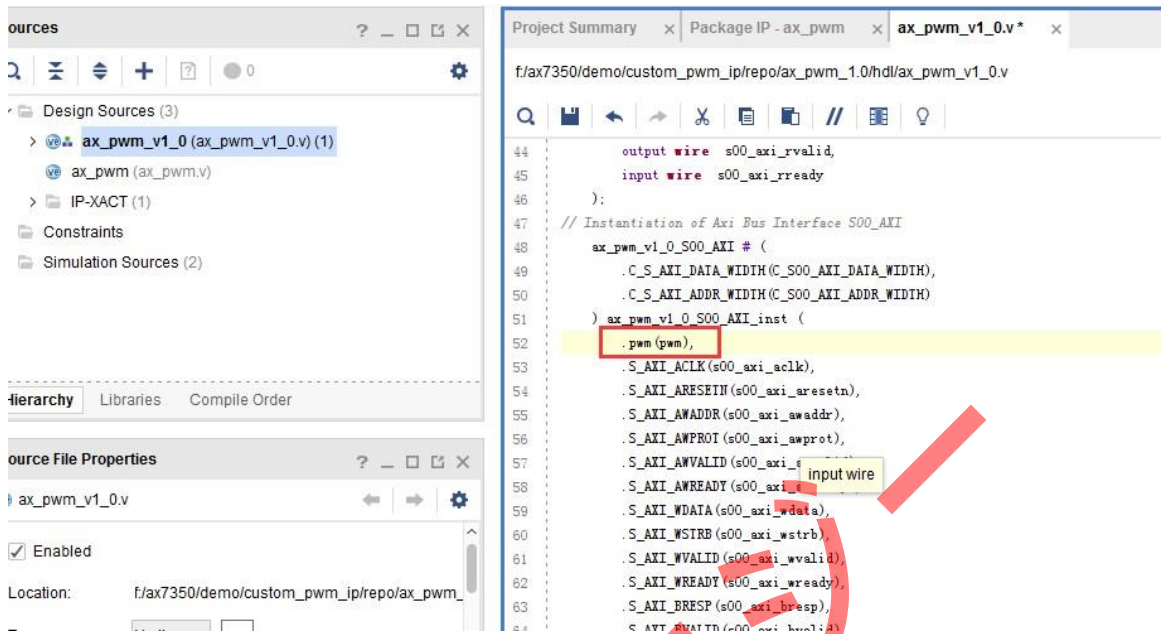 ources
0
Design Sources (3)
ax_pwm_v1_0 (ax_pwm_v1_0.v) (1)
ax_pwm (ax_pwm.v)
IP-XACT (1)
Constraints
Simulation Sources (2)
Hierarchy Libraries Compile Order
ource File Properties
ax_pwm_v1_0.v
Enabled
Location: f:/ax7350/demo/custom_pwm_ip/repo/ax_pwm_
Project Summary Package IP - ax_pwm ax_pwm_v1_0.v *
f:/ax7350/demo/custom_pwm_ip/repo/ax_pwm_1.0/hdl/ax_pwm_v1_0.v
44 output wire s00_axi_rvalid,
45 input wire s00_axi_rready
46 );
47 // Instantiation of Axi Bus Interface S00_AXI
48 ax_pwm_v1_0_S00_AXI # (
49 .C_S_AXI_DATA_WIDTH(C_S00_AXI_DATA_WIDTH),
50 .C_S_AXI_ADDR_WIDTH(C_S00_AXI_ADDR_WIDTH)
51 ) ax_pwm_v1_0_S00_AXI_inst (
52 .pwm(pwm),
53 .S_AXI_ACLK(s00_axi_aclk),
54 .S_AXI_ARESETN(s00_axi_aresetn),
55 .S_AXI_AWADDR(s00_axi_awaddr),
56 .S_AXI_AWPROT(s00_axi_awprot),
57 .S_AXI_AWVALID(s00_axi_
input wire
58 .S_AXI_AWREADY(s00_axi_
59 .S_AXI_WDATA(s00_axi_wdata),
60 .S_AXI_WSTRB(s00_axi_wstrb),
61 .S_AXI_WVALID(s00_axi_wvalid),
62 .S_AXI_WREADY(s00_axi_wready),
63 .S_AXI_BRESP(s00_axi_bresp),
64 .S_AXI_BVALID(s00_axi_bvalid)